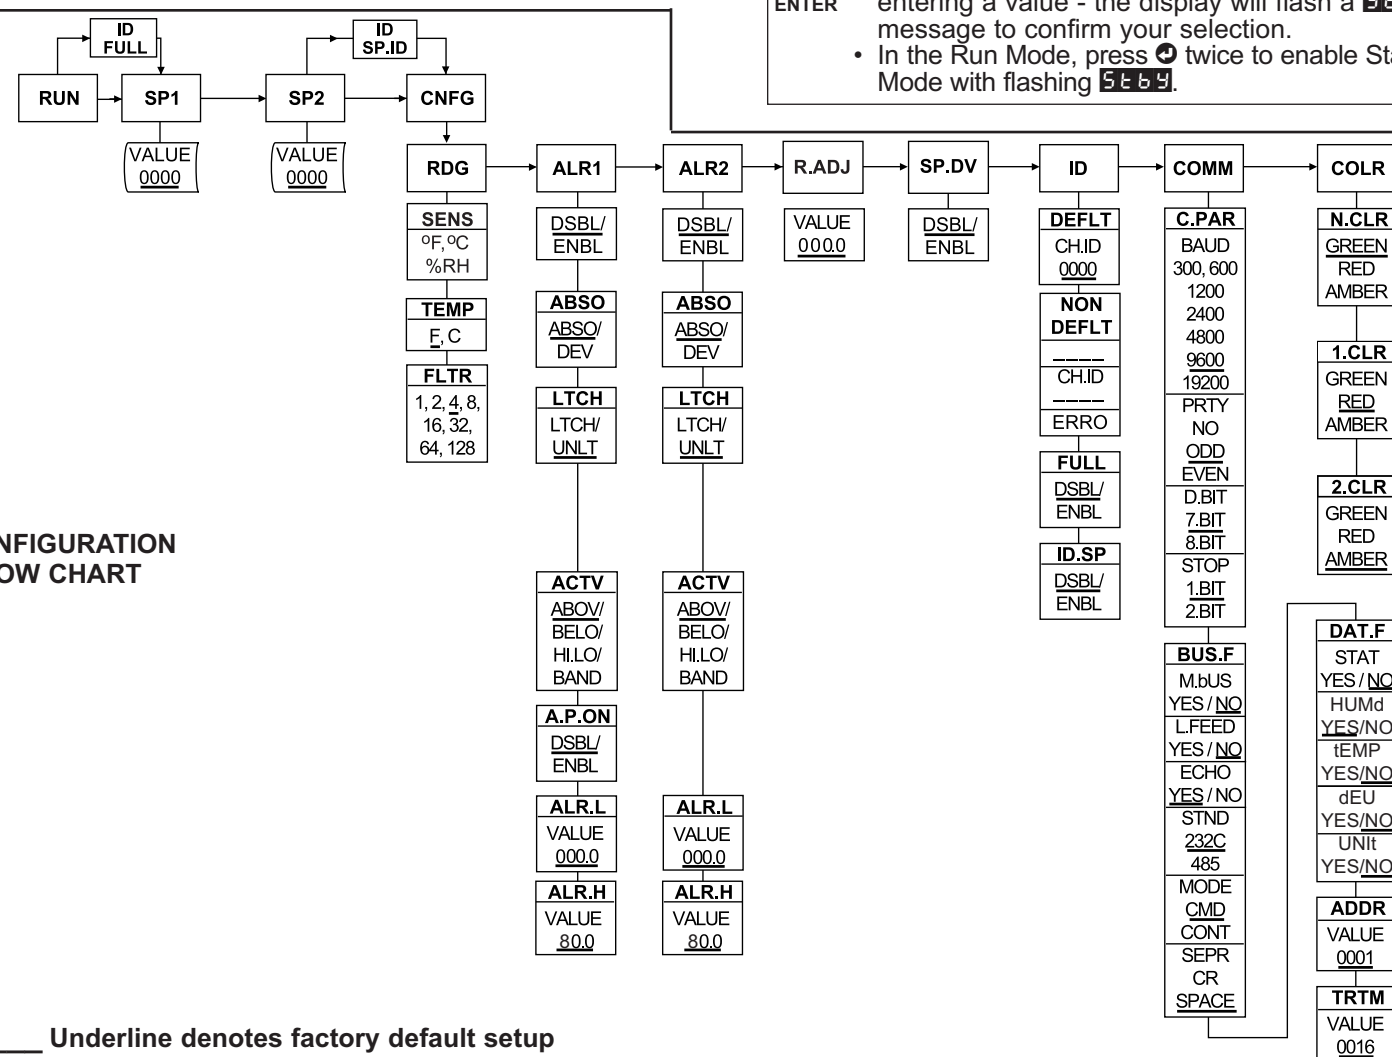 ENTER
entering a value - the display will flash a
message to confirm your selection.
• In the Run Mode, press twice to enable Sta
Mode with flashing Stby.
ID
FULL
ID
SP.ID
RUN
SP1
SP2
CNFG
VALUE
0000
VALUE
0000
RDG
ALR1
ALR2
R.ADJ
SP.DV
ID
COMM
COLR
SENS
ºF,ºC
%RH
TEMP
F, C
FLTR
1, 2, 4, 8,
16, 32,
64, 128
DSBL/
ENBL
ABSO
ABSO/
DEV
LTCH
LTCH/
UNLT
ACTV
ABOV/
BELO/
HI.LO/
BAND
A.P.ON
DSBL/
ENBL
ALR.L
VALUE
000.0
ALR.H
VALUE
80.0
DSBL/
ENBL
ABSO
ABSO/
DEV
LTCH
LTCH/
UNLT
ACTV
ABOV/
BELO/
HI.LO/
BAND
ALR.L
VALUE
000.0
ALR.H
VALUE
80.0
VALUE
000.0
DSBL/
ENBL
DEFLT
CH.ID
0000
NON
DEFLT
_ _ _ _
CH.ID
_ _ _ _
ERRO
FULL
DSBL/
ENBL
ID.SP
DSBL/
ENBL
C.PAR
BAUD
300, 600
1200
2400
4800
9600
19200
PRTY
NO
ODD
EVEN
D.BIT
7.BIT
8.BIT
STOP
1.BIT
2.BIT
BUS.F
M.bUS
YES / NO
L.FEED
YES / NO
ECHO
YES / NO
STND
232C
485
MODE
CMD
CONT
SEPR
CR
SPACE
N.CLR
GREEN
RED
AMBER
1.CLR
GREEN
RED
AMBER
2.CLR
GREEN
RED
AMBER
DAT.F
STAT
YES / NO
HUMd
YES/NO
tEMP
YES/NO
dEU
YES/NO
UNIt
YES/NO
ADDR
VALUE
0001
TRTM
VALUE
0016
NFIGURATION
OW CHART
___ Underline denotes factory default setup